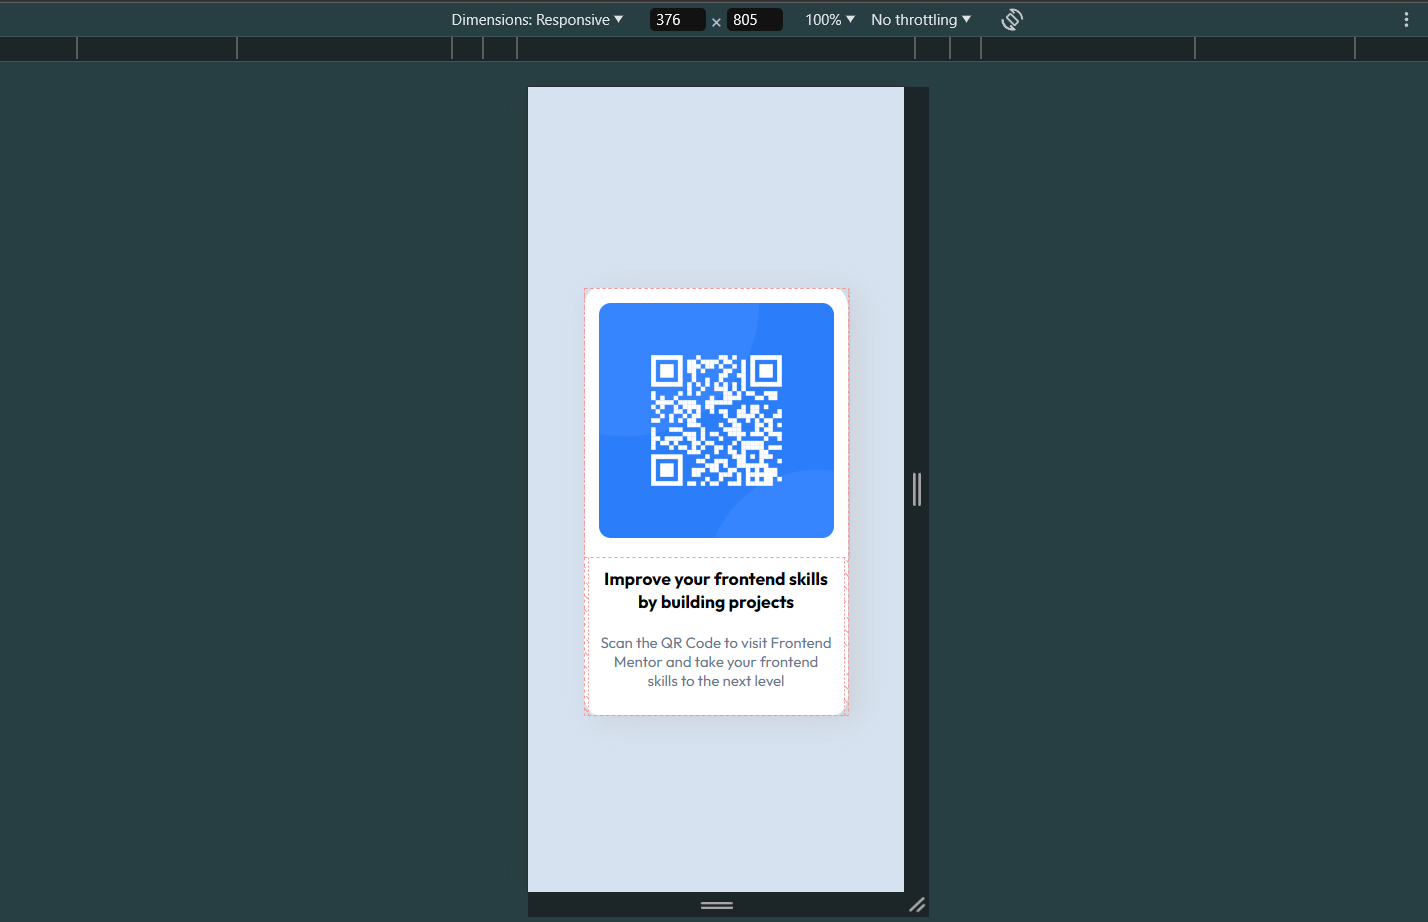 Dimensions: Responsive ▼ 376 × 805 100% ▼ No throttling ▼
Improve your frontend skills
by building projects
Scan the QR Code to visit Frontend
Mentor and take your frontend
skills to the next level